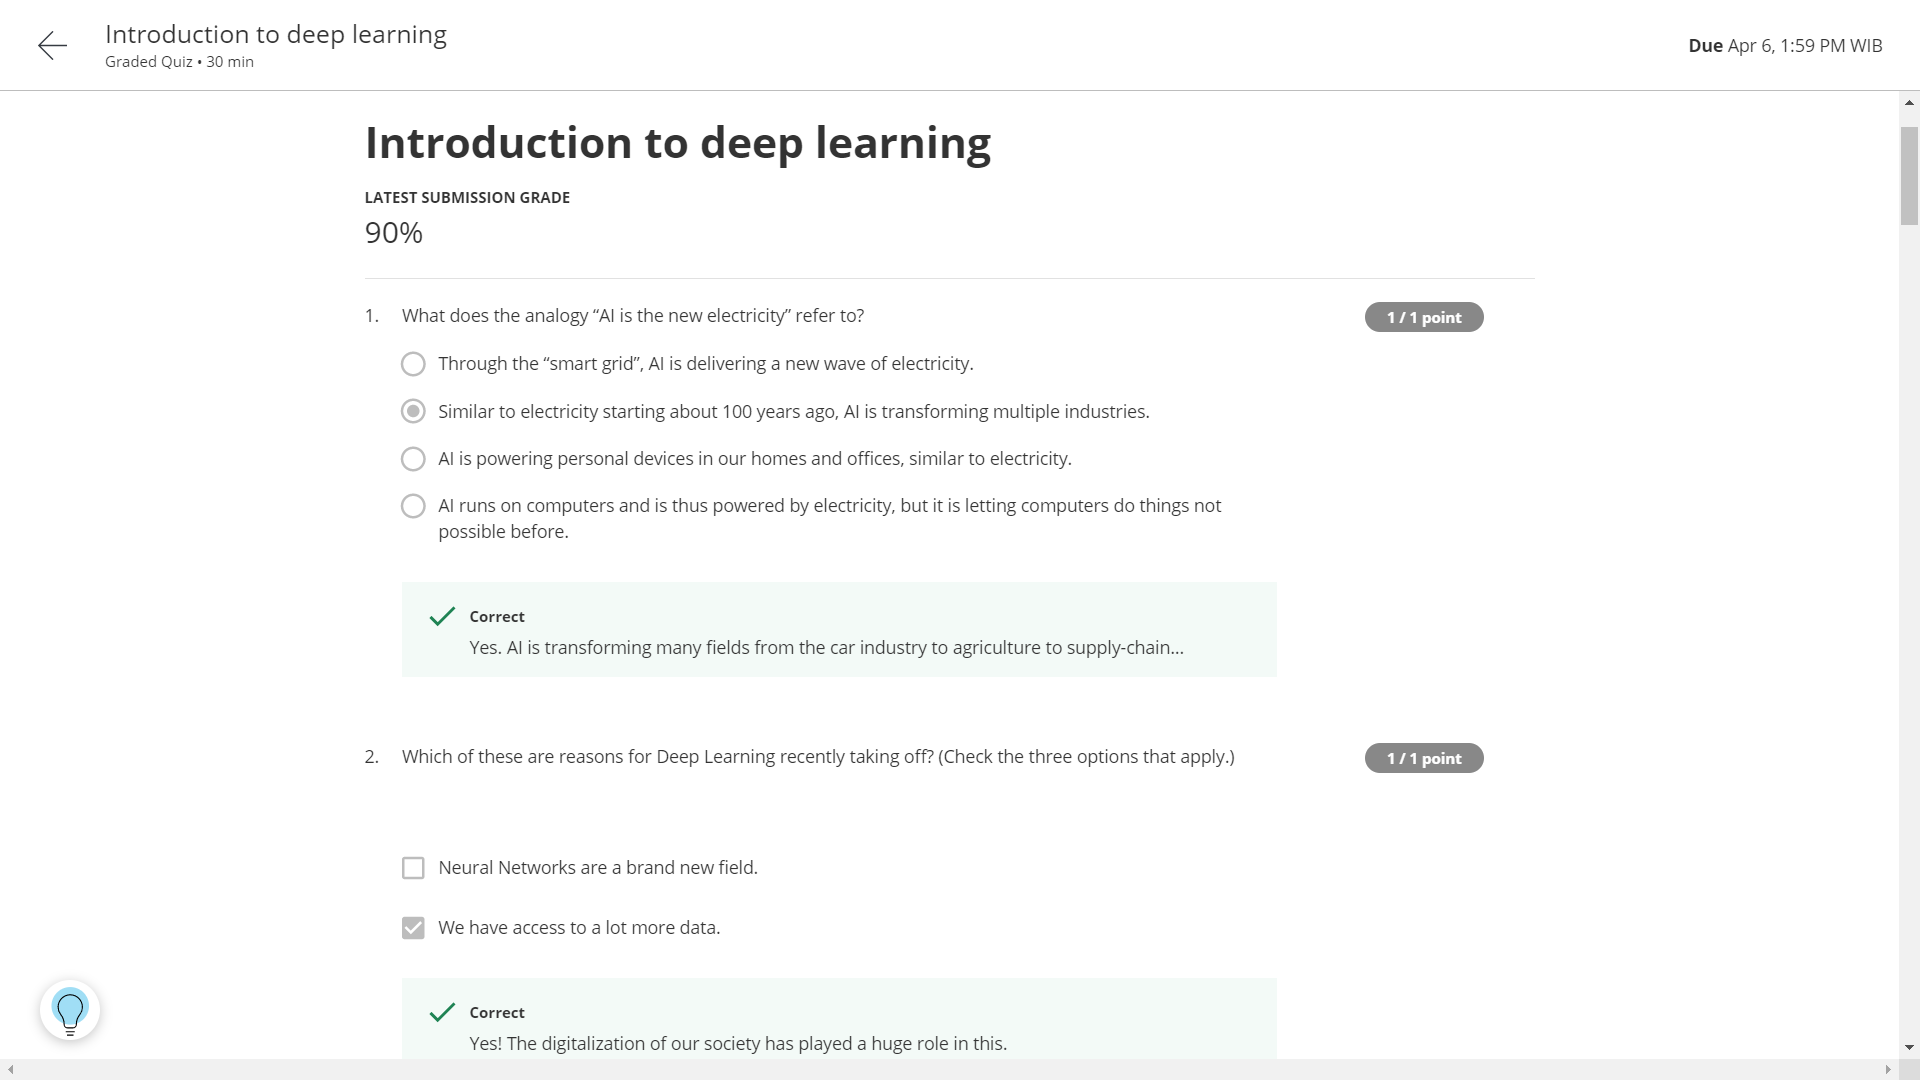 Introduction to deep learning
Graded Quiz • 30 min
Due Apr 6, 1:59 PM WIB
Introduction to deep learning
LATEST SUBMISSION GRADE
90%
1. What does the analogy “AI is the new electricity” refer to?
1 / 1 point
Through the “smart grid”, AI is delivering a new wave of electricity.
Similar to electricity starting about 100 years ago, AI is transforming multiple industries.
AI is powering personal devices in our homes and offices, similar to electricity.
AI runs on computers and is thus powered by electricity, but it is letting computers do things not
possible before.
Correct
Yes. AI is transforming many fields from the car industry to agriculture to supply-chain...
2. Which of these are reasons for Deep Learning recently taking off? (Check the three options that apply.)
1 / 1 point
Neural Networks are a brand new field.
We have access to a lot more data.
Correct
Yes! The digitalization of our society has played a huge role in this.